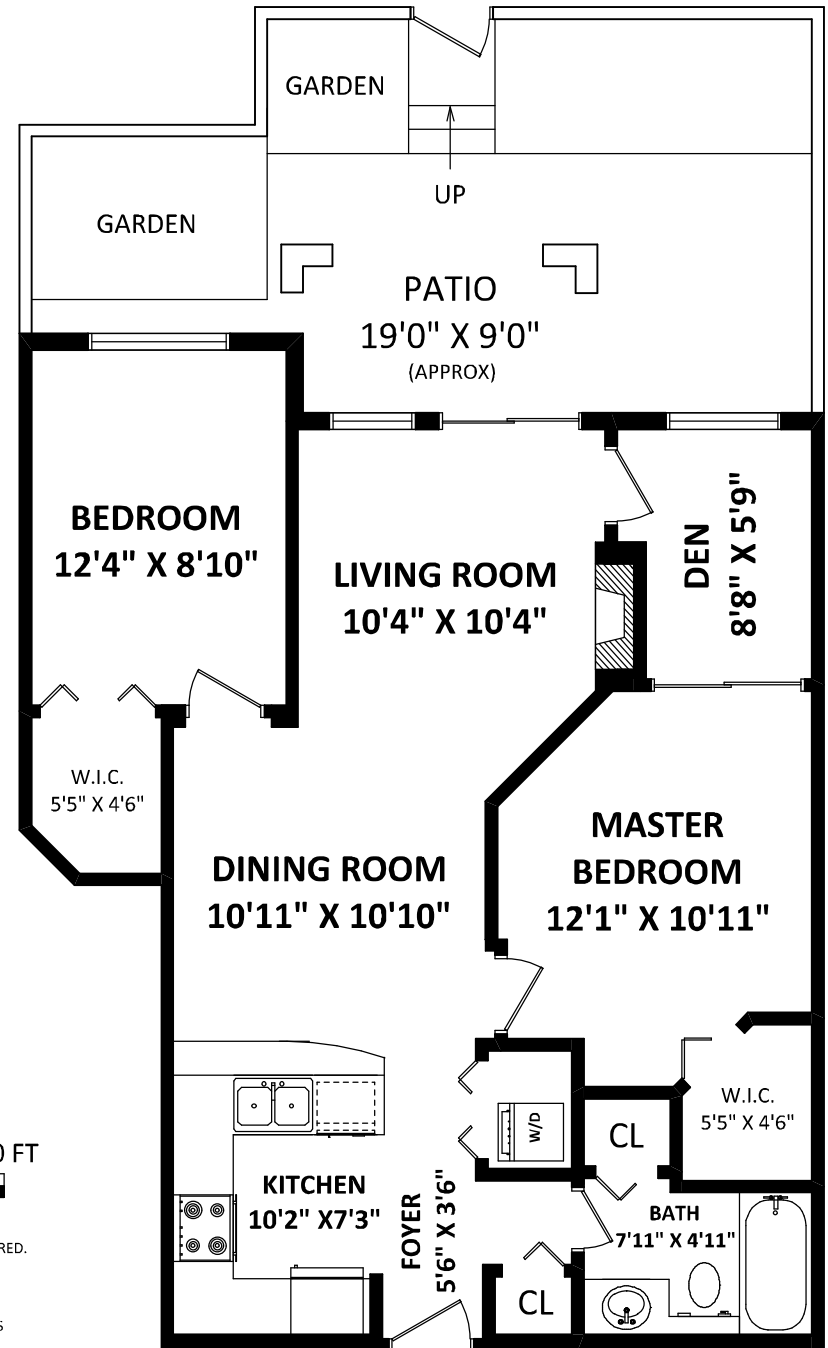 GARDEN
GARDEN
UP
PATIO
19'0" X 9'0"
(APPROX)
BEDROOM
12'4" X 8'10"
LIVING ROOM
10'4" X 10'4"
DEN
8'8" X 5'9"
W.I.C.
5'5" X 4'6"
DINING ROOM
10'11" X 10'10"
MASTER
BEDROOM
12'1" X 10'11"
W.I.C.
5'5" X 4'6"
W/D
CL
KITCHEN
10'2" X7'3"
FOYER
5'6" X 3'6"
BATH
7'11" X 4'11"
CL
FT